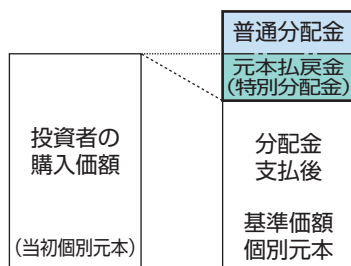 普通分配金
元本払戻金
(特別分配金)
投資者の
購入価額
(当初個別元本)
分配金
支払後
基準価額
個別元本